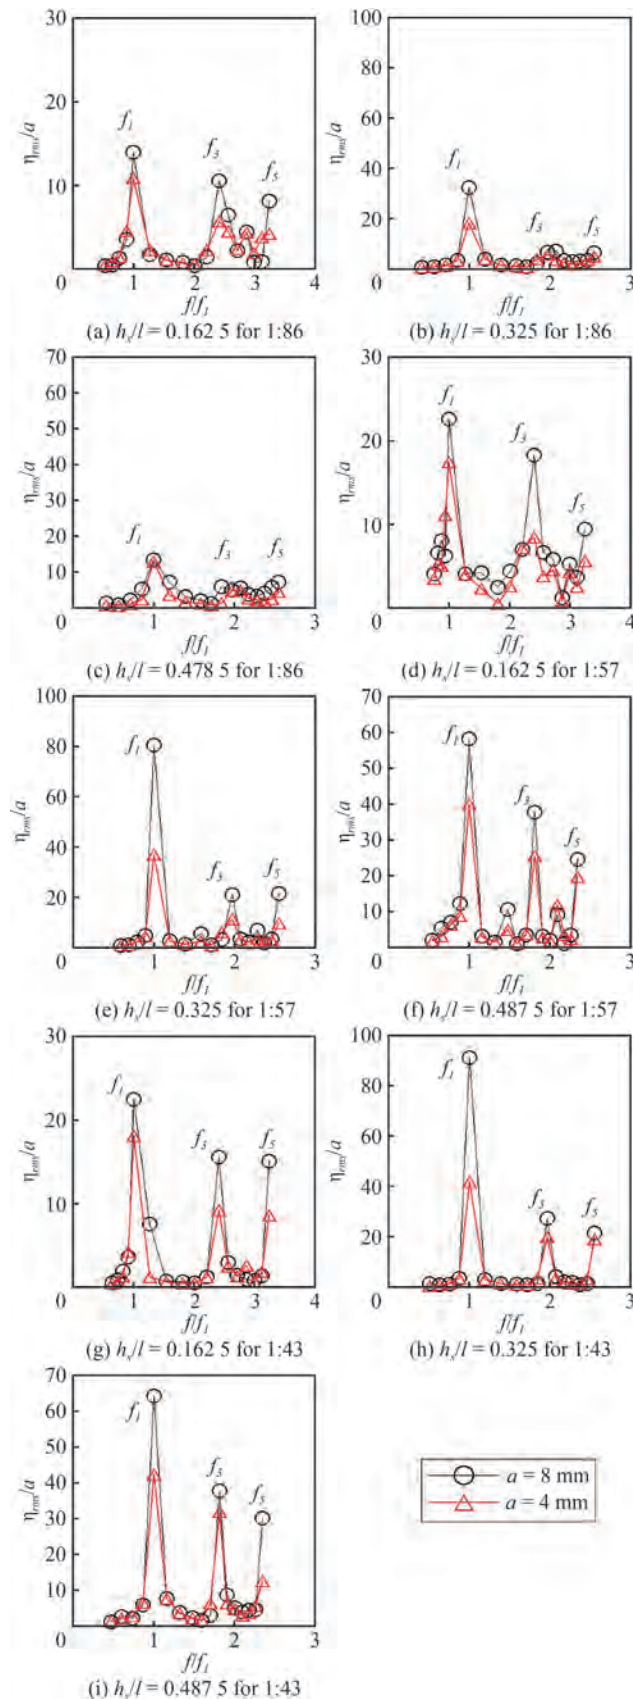 30
20
10
0
η_rms/a
f_1
f_3
f_5
0 1 2 3 4
f/f_1
(a) h_s/l = 0.162 5 for 1:86
100
80
60
40
20
0
η_rms/a
f_1
f_3
f_5
0 1 2 3
f/f_1
(b) h_s/l = 0.325 for 1:86
70
60
50
40
30
20
10
0
η_rms/a
f_1
f_3
f_5
1 2 3
f/f_1
(c) h_s/l = 0.478 5 for 1:86
30
20
10
0
η_rms/a
f_1
f_3
f_5
1 2 3 4
f/f_1
(d) h_s/l = 0.162 5 for 1:57
100
80
60
40
20
0
η_rms/a
f_1
f_3
f_5
1 2 3
f/f_1
(e) h_s/l = 0.325 for 1:57
70
60
50
40
30
20
10
0
η_rms/a
f_1
f_3
f_5
1 2 3
f/f_1
(f) h_s/l = 0.487 5 for 1:57
30
20
10
0
η_rms/a
f_1
f_3
f_5
1 2 3 4
f/f_1
(g) h_s/l = 0.162 5 for 1:43
100
80
60
40
20
0
η_rms/a
f_1
f_3
f_5
1 2 3
f/f_1
(h) h_s/l = 0.325 for 1:43
70
60
50
40
30
20
10
0
η_rms/a
f_1
f_3
f_5
1 2 3
f/f_1
(i) h_s/l = 0.487 5 for 1:43
a = 8 mm
a = 4 mm